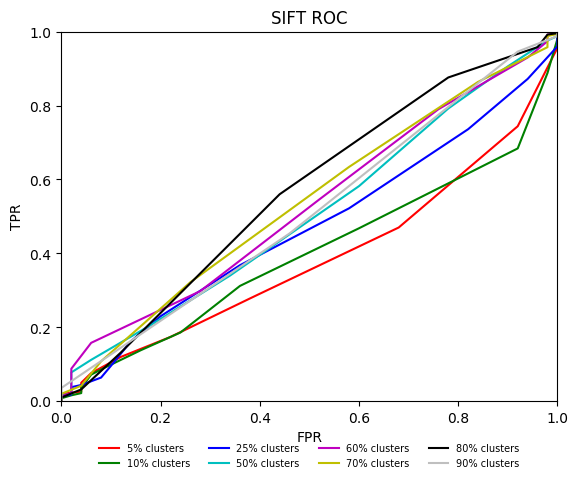 SIFT ROC
TPR
1.0
0.8
0.6
0.4
0.2
0.0
0.0 0.2 0.4 0.6 0.8 1.0
FPR
5% clusters 25% clusters 60% clusters 80% clusters
10% clusters 50% clusters 70% clusters 90% clusters